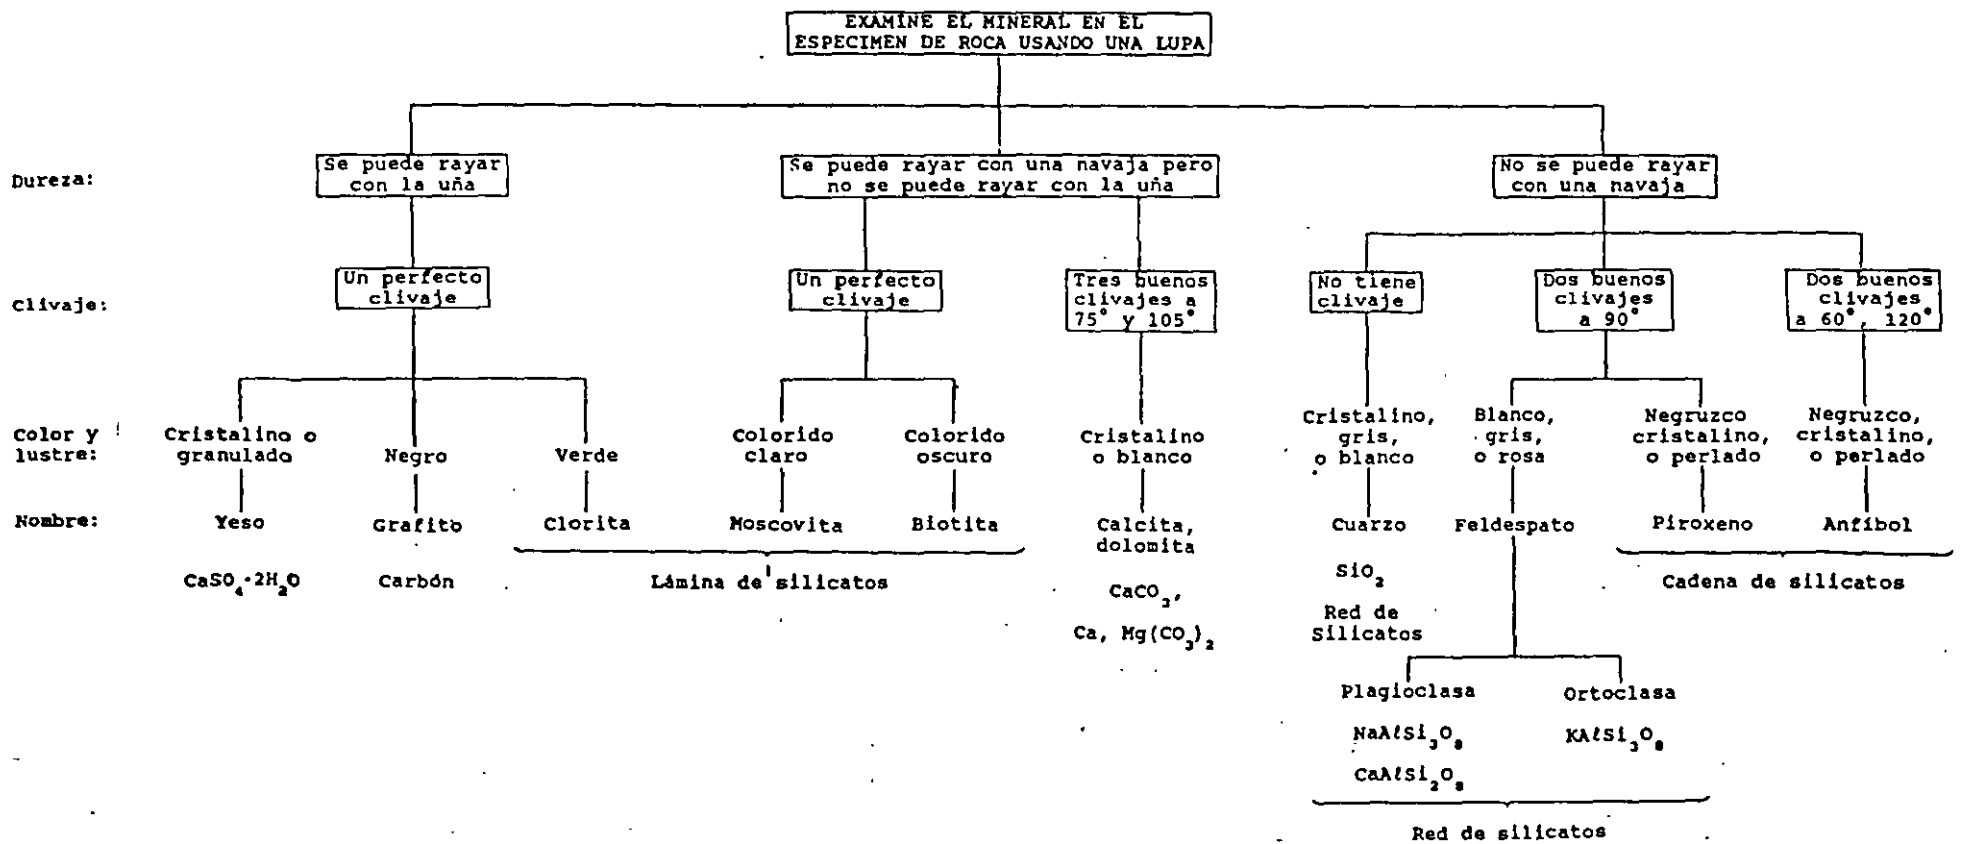 EXAMINE EL MINERAL EN EL
ESPECIMEN DE ROCA USANDO UNA LUPA
Dureza:
Se puede rayar
con la uña
Se puede rayar con una navaja pero
no se puede rayar con la uña
No se puede rayar
con una navaja
Clivaje:
Un perfecto
clivaje
Un perfecto
clivaje
Tres buenos
clivajes a
75° y 105°
No tiene
clivaje
Dos buenos
clivajes
a 90°
Dos buenos
clivajes
a 60°, 120°
Color y
lustre:
Cristalino o
granulado
Negro
Verde
Colorido
claro
Colorido
oscuro
Cristalino
o blanco
Cristalino,
gris,
o blanco
Blanco,
gris,
o rosa
Negruzco
cristalino,
o perlado
Negruzco,
cristalino,
o perlado
Nombre:
Yeso
Grafito
Clorita
Moscovita
Biotita
Calcita,
dolomita
Cuarzo
Feldespato
Piroxeno
Anfibol
CaSO₄·2H₂O
Carbón
Lámina de silicatos
CaCO₃,
Ca, Mg(CO₃)₂
SiO₂
Red de
Silicatos
Cadena de silicatos
Plagioclasa
NaAℓSi₃O₈
CaAℓSi₂O₈
Ortoclasa
KAℓSi₃O₈
Red de silicatos